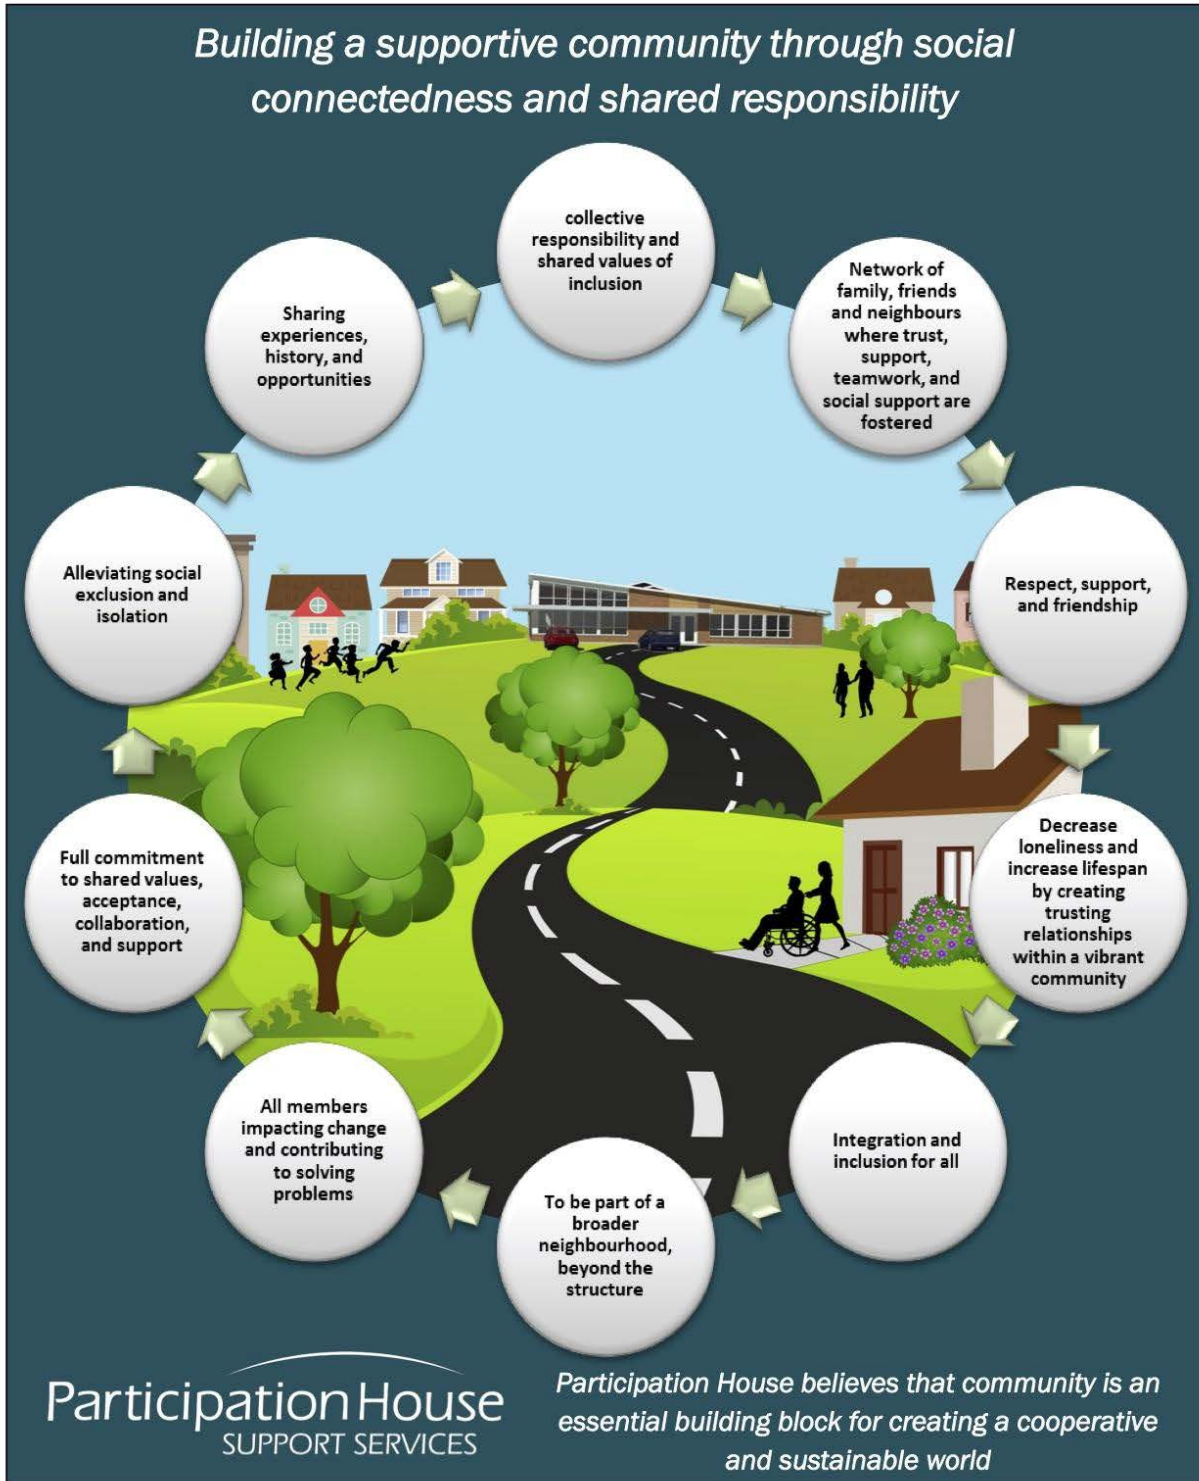 Building a supportive community through social
connectedness and shared responsibility
collective
responsibility and
shared values of
inclusion
Network of
family, friends
and neighbours
where trust,
support,
teamwork, and
social support are
fostered
Respect, support,
and friendship
Decrease
loneliness and
increase lifespan
by creating
trusting
relationships
within a vibrant
community
Integration and
inclusion for all
To be part of a
broader
neighbourhood,
beyond the
structure
All members
impacting change
and contributing
to solving
problems
Full commitment
to shared values,
acceptance,
collaboration,
and support
Alleviating social
exclusion and
isolation
Sharing
experiences,
history, and
opportunities
Participation House
SUPPORT SERVICES
Participation House believes that community is an
essential building block for creating a cooperative
and sustainable world